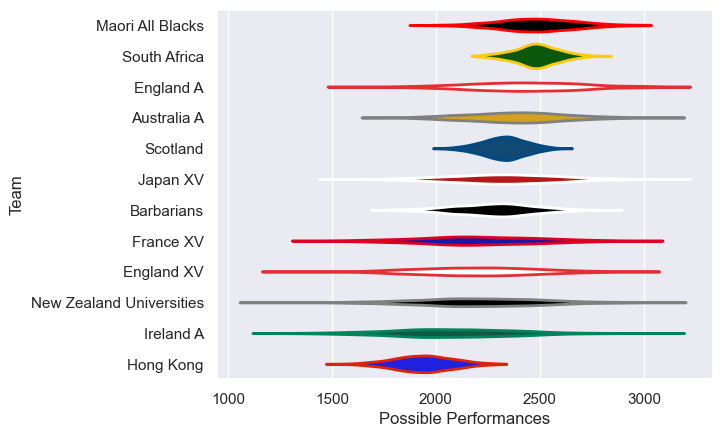 Maori All Blacks
South Africa
England A
Australia A
Scotland
Japan XV
Barbarians
France XV
England XV
New Zealand Universities
Ireland A
Hong Kong
Team
1000 1500 2000 2500 3000
Possible Performances